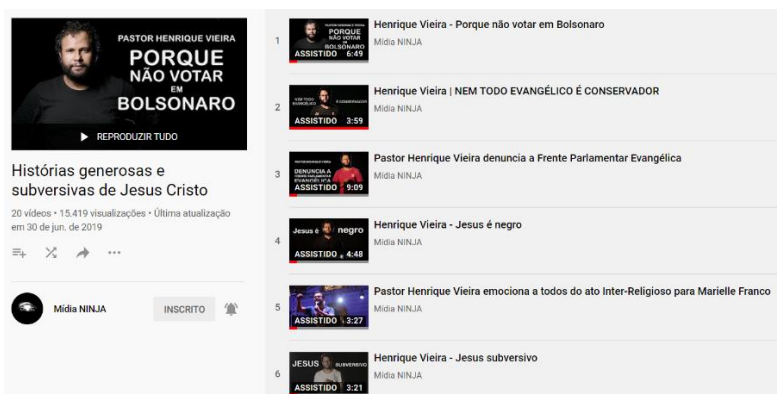 PASTOR HENRIQUE VIEIRA
PORQUE
NÃO VOTAR
EM
BOLSONARO
REPRODUZIR TUDO
Histórias generosas e
subversivas de Jesus Cristo
20 vídeos • 15.419 visualizações • Última atualização
em 30 de jun. de 2019
Mídia NINJA
INSCRITO
1
PASTOR HENRIQUE VIEIRA
PORQUE
NÃO VOTAR
EM
BOLSONARO
ASSISTIDO 6:49
Henrique Vieira - Porque não votar em Bolsonaro
Mídia NINJA
2
ASSISTIDO 3:59
Henrique Vieira | NEM TODO EVANGÉLICO É CONSERVADOR
Mídia NINJA
3
DENUNCIA A
ASSISTIDO 9:09
Pastor Henrique Vieira denuncia a Frente Parlamentar Evangélica
Mídia NINJA
4
Jesus é negro
ASSISTIDO 4:48
Henrique Vieira - Jesus é negro
Mídia NINJA
5
ASSISTIDO 3:27
Pastor Henrique Vieira emociona a todos do ato Inter-Religioso para Marielle Franco
Mídia NINJA
6
JESUS SUBVERSIVO
ASSISTIDO 3:21
Henrique Vieira - Jesus subversivo
Mídia NINJA